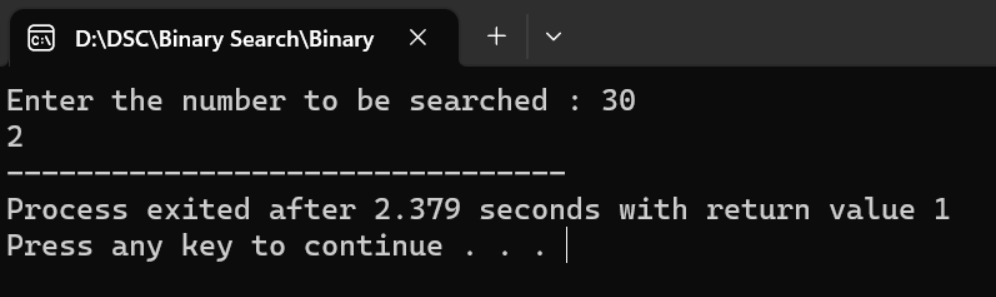 D:\DSC\Binary Search\Binary
Enter the number to be searched : 30
2
--------------------------------
Process exited after 2.379 seconds with return value 1
Press any key to continue . . .